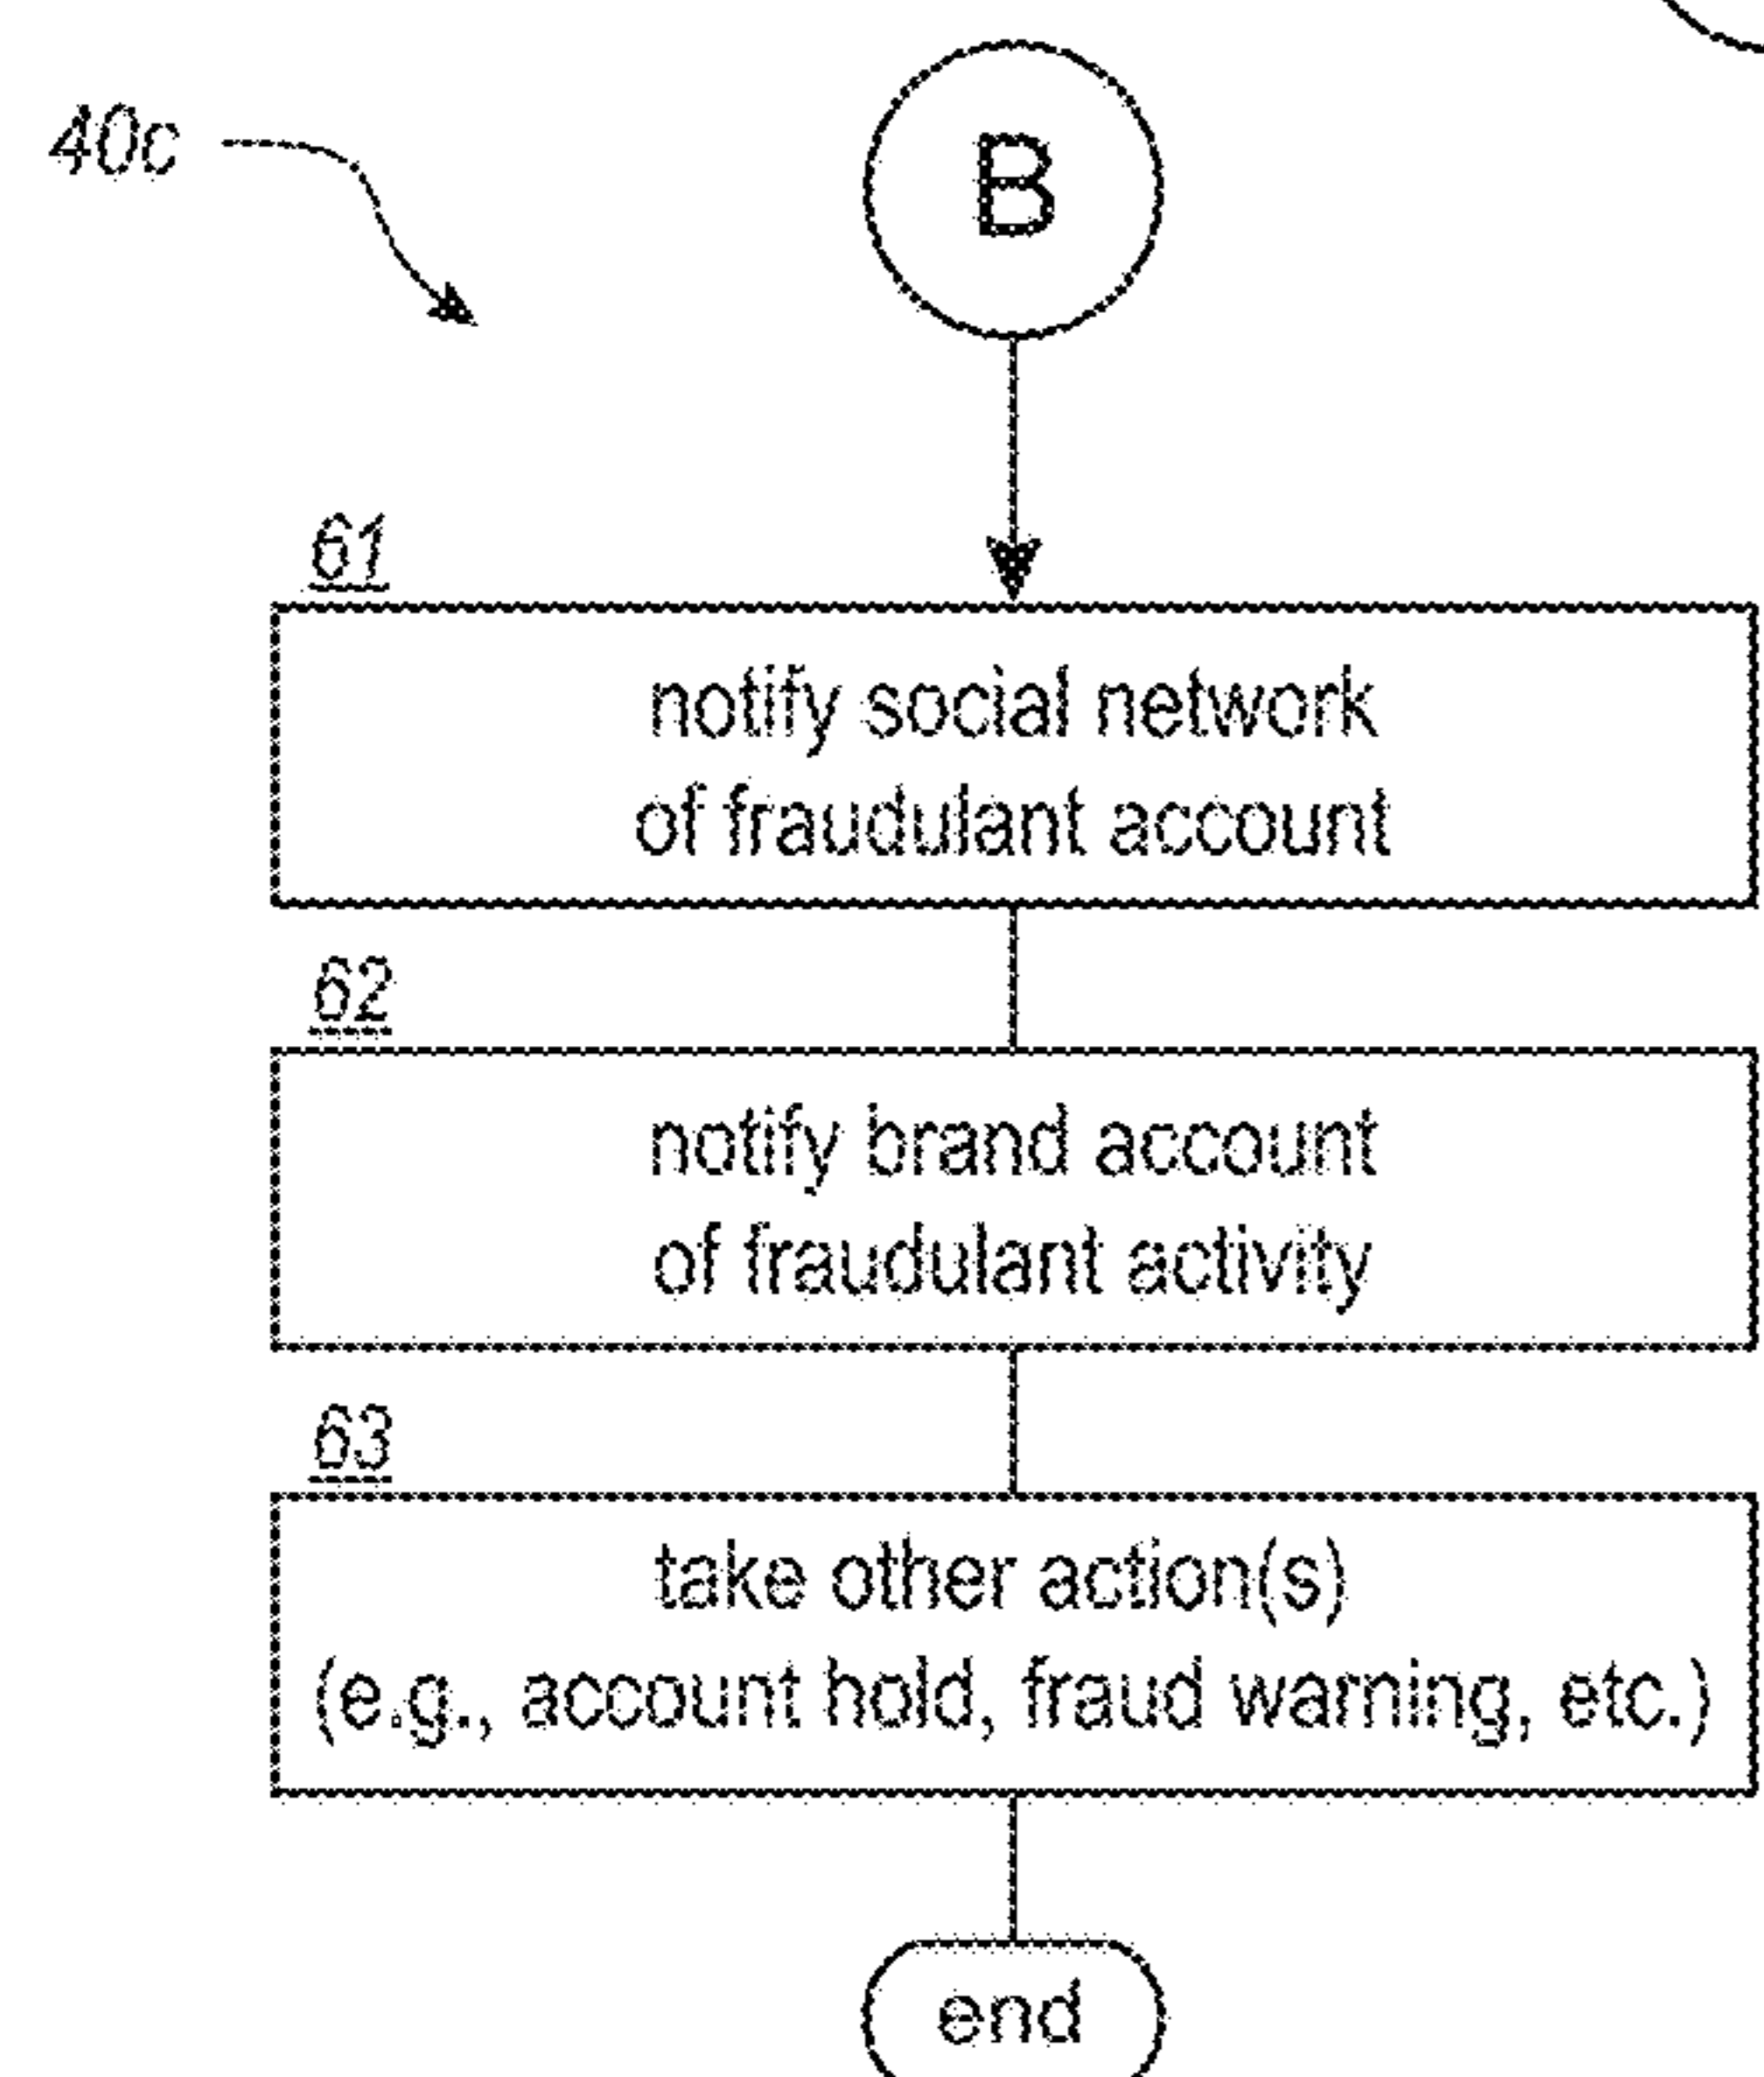 40c
B
61
notify social network
of fraudulant account
62
notify brand account
of fraudulant activity
63
take other action(s)
(e.g., account hold, fraud warning, etc.)
end